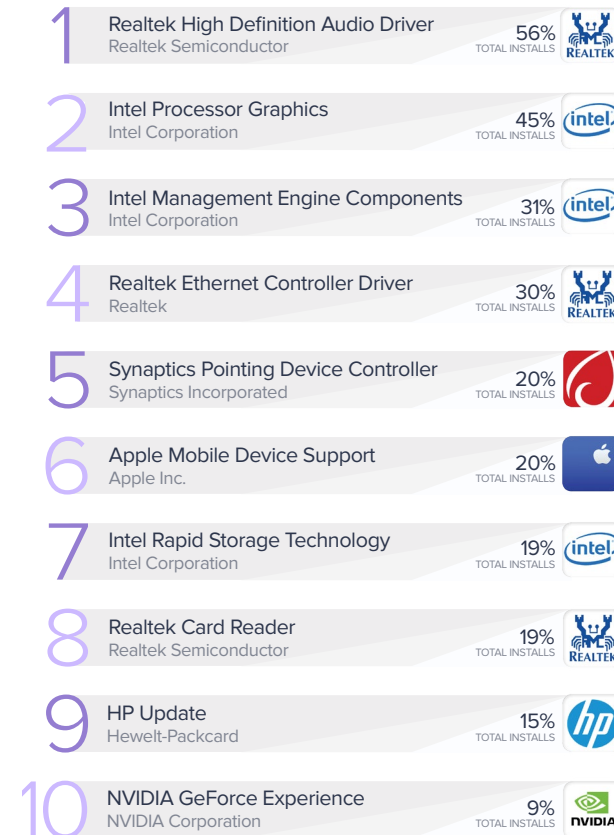 1
Realtek High Definition Audio Driver
Realtek Semiconductor
56%
TOTAL INSTALLS
REALTEK
2
Intel Processor Graphics
Intel Corporation
45%
TOTAL INSTALLS
intel
3
Intel Management Engine Components
Intel Corporation
31%
TOTAL INSTALLS
intel
4
Realtek Ethernet Controller Driver
Realtek
30%
TOTAL INSTALLS
REALTEK
5
Synaptics Pointing Device Controller
Synaptics Incorporated
20%
TOTAL INSTALLS
6
Apple Mobile Device Support
Apple Inc.
20%
TOTAL INSTALLS
7
Intel Rapid Storage Technology
Intel Corporation
19%
TOTAL INSTALLS
intel
8
Realtek Card Reader
Realtek Semiconductor
19%
TOTAL INSTALLS
REALTEK
9
HP Update
Hewelt-Packcard
15%
TOTAL INSTALLS
hp
10
NVIDIA GeForce Experience
NVIDIA Corporation
9%
TOTAL INSTALLS
NVIDIA